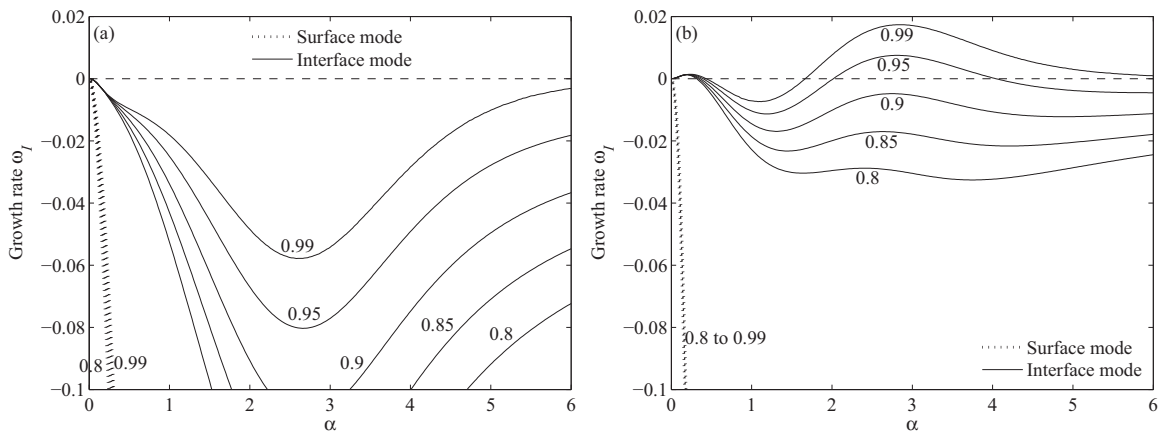 (a)
Surface mode
Interface mode
0.99
0.95
0.9
0.85
0.8
0.8 0.99
0.02
0
−0.02
−0.04
−0.06
−0.08
−0.1
Growth rate ω_I
0 1 2 3 4 5 6
α
(b)
0.99
0.95
0.9
0.85
0.8
0.8 to 0.99
Surface mode
Interface mode
0.02
0
−0.02
−0.04
−0.06
−0.08
−0.1
Growth rate ω_I
0 1 2 3 4 5 6
α